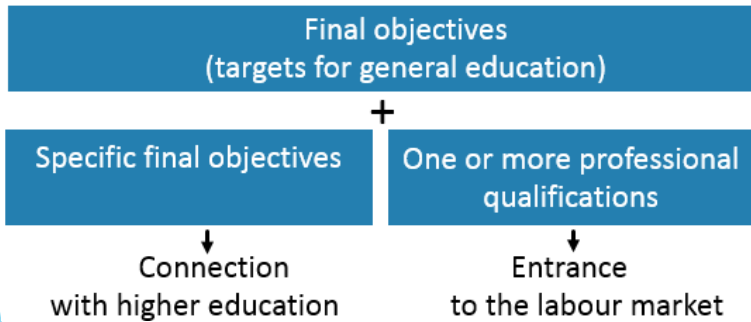 Final objectives
(targets for general education)
+
Specific final objectives
One or more professional
qualifications
Connection
with higher education
Entrance
to the labour market